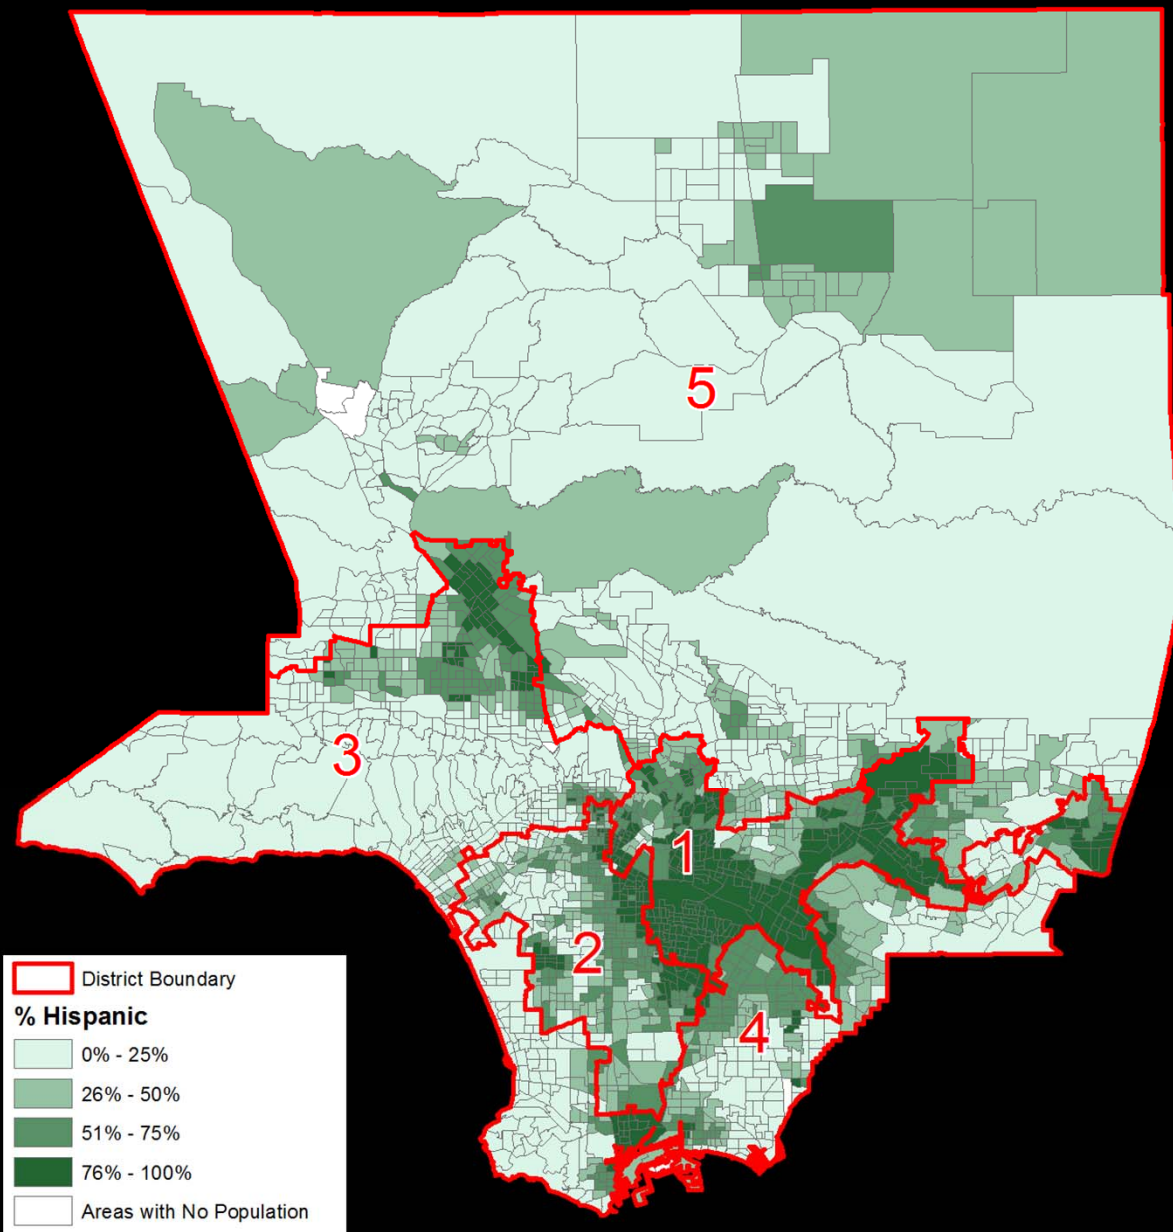 5
3
1
2
4
District Boundary
% Hispanic
0% - 25%
26% - 50%
51% - 75%
76% - 100%
Areas with No Population